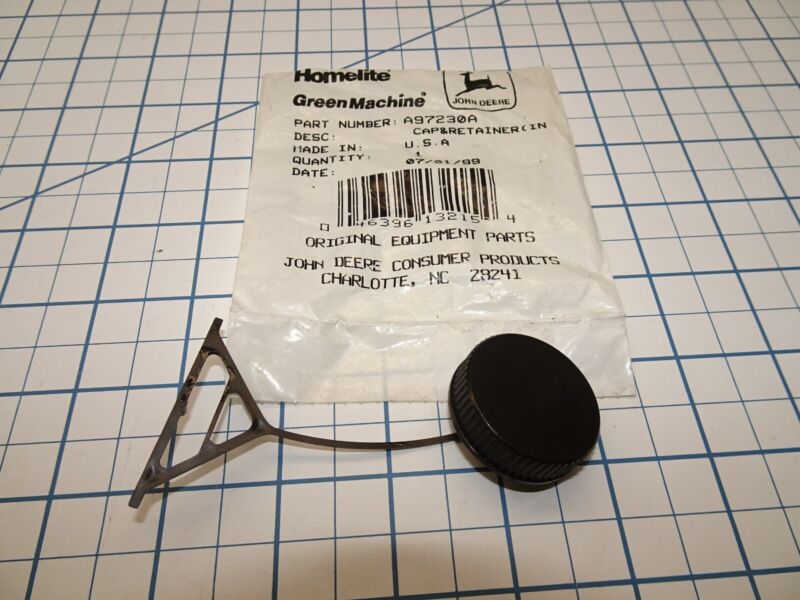 Homelite
GreenMachine®
JOHN DEERE
PART NUMBER: A97230A
DESC: CAP&RETAINER(IN
MADE IN: U.S.A
QUANTITY: 1
DATE: 07/01/99
0 46396 13215 4
ORIGINAL EQUIPMENT PARTS
JOHN DEERE CONSUMER PRODUCTS
CHARLOTTE, NC 28241